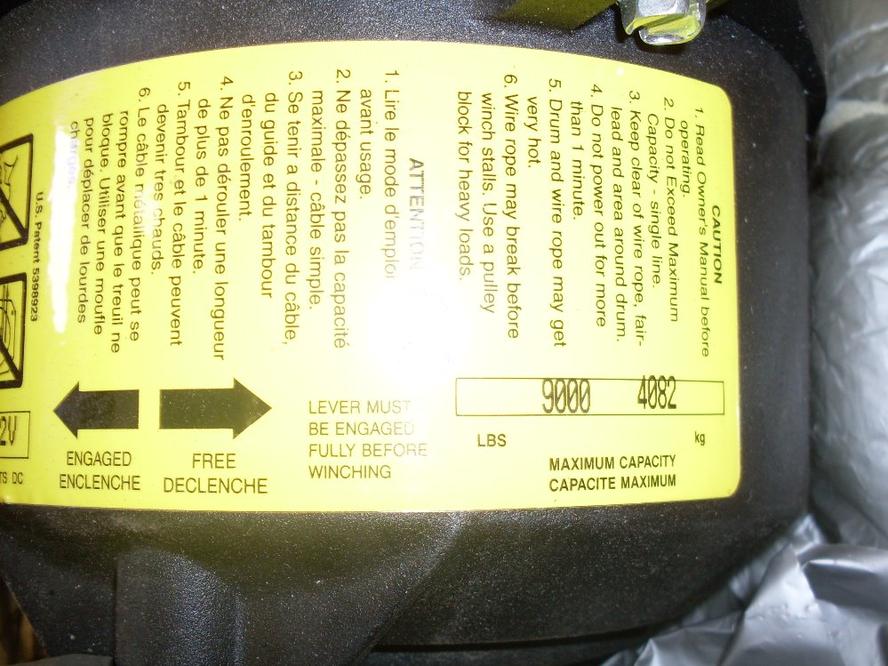 CAUTION
1. Read Owner's Manual before
operating.
2. Do not Exceed Maximum
Capacity - single line.
3. Keep clear of wire rope, fair-
lead and area around drum.
4. Do not power out for more
than 1 minute.
5. Drum and wire rope may get
very hot.
6. Wire rope may break before
winch stalls. Use a pulley
block for heavy loads.
ATTENTION
1. Lire le mode d'emploi
avant usage.
2. Ne dépassez pas la capacité
maximale - câble simple.
3. Se tenir a distance du câble,
du guide et du tambour
d'enroulement.
4. Ne pas dérouler une longueur
de plus de 1 minute.
5. Tambour et le câble peuvent
devenir tres chauds.
6. Le câble métallique peut se
rompre avant que le treuil ne
bloque. Utiliser une moufle
pour déplacer de lourdes
charges.
U.S. Patent 5398923
9000 4082
LBS kg
MAXIMUM CAPACITY
CAPACITE MAXIMUM
LEVER MUST
BE ENGAGED
FULLY BEFORE
WINCHING
FREE
DECLENCHE
ENGAGED
ENCLENCHE
2V
TS DC